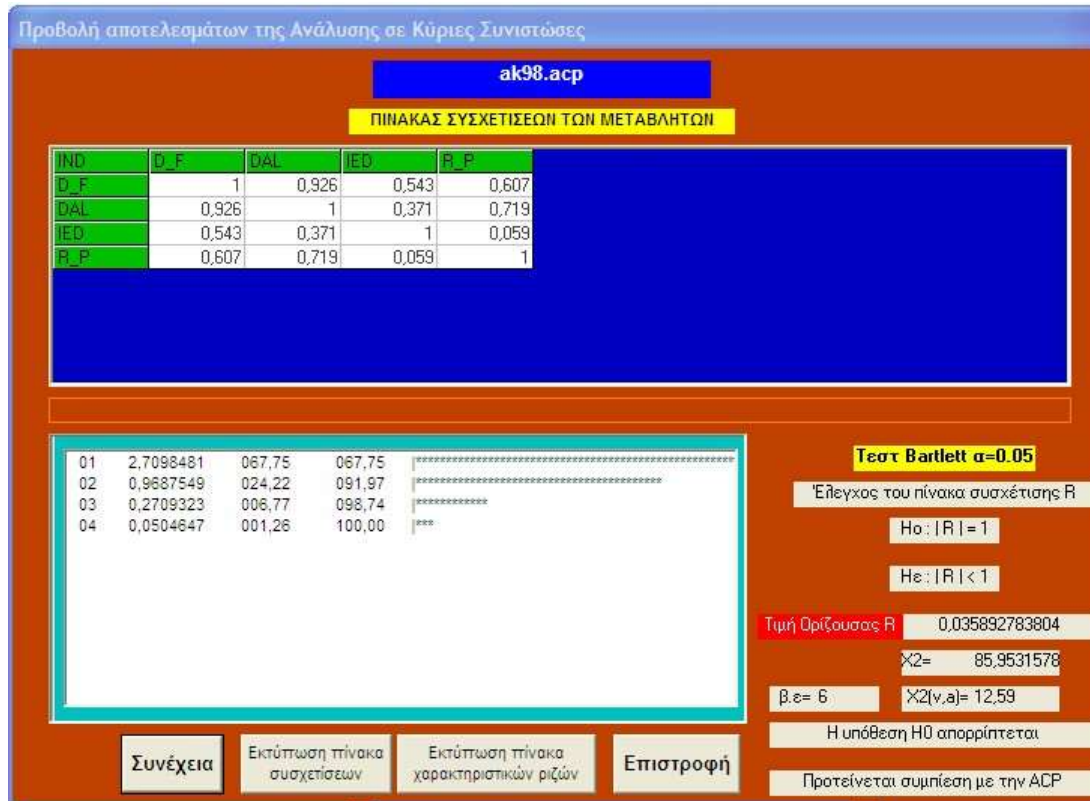 Προβολή αποτελεσμάτων της Ανάλυσης σε Κύριες Συνιστώσες
ak98.acp
ΠΙΝΑΚΑΣ ΣΥΣΧΕΤΙΣΕΩΝ ΤΩΝ ΜΕΤΑΒΛΗΤΩΝ
IND D_F DAL IED R_P
D_F 1 0,926 0,543 0,607
DAL 0,926 1 0,371 0,719
IED 0,543 0,371 1 0,059
R_P 0,607 0,719 0,059 1
01 2,7098481 067,75 067,75 |****************************************************
02 0,9687549 024,22 091,97 |****************************************
03 0,2709323 006,77 098,74 |************
04 0,0504647 001,26 100,00 |***
Τεστ Bartlett α=0.05
Έλεγχος του πίνακα συσχέτισης R
Ho : | R | = 1
Hε : | R | < 1
Τιμή Ορίζουσας R 0,035892783804
X2= 85,9531578
β.ε= 6 X2(v,a)= 12,59
Η υπόθεση H0 απορρίπτεται
Προτείνεται συμπίεση με την ACP
Συνέχεια
Εκτύπωση πίνακα
συσχετίσεων
Εκτύπωση πίνακα
χαρακτηριστικών ριζών
Επιστροφή